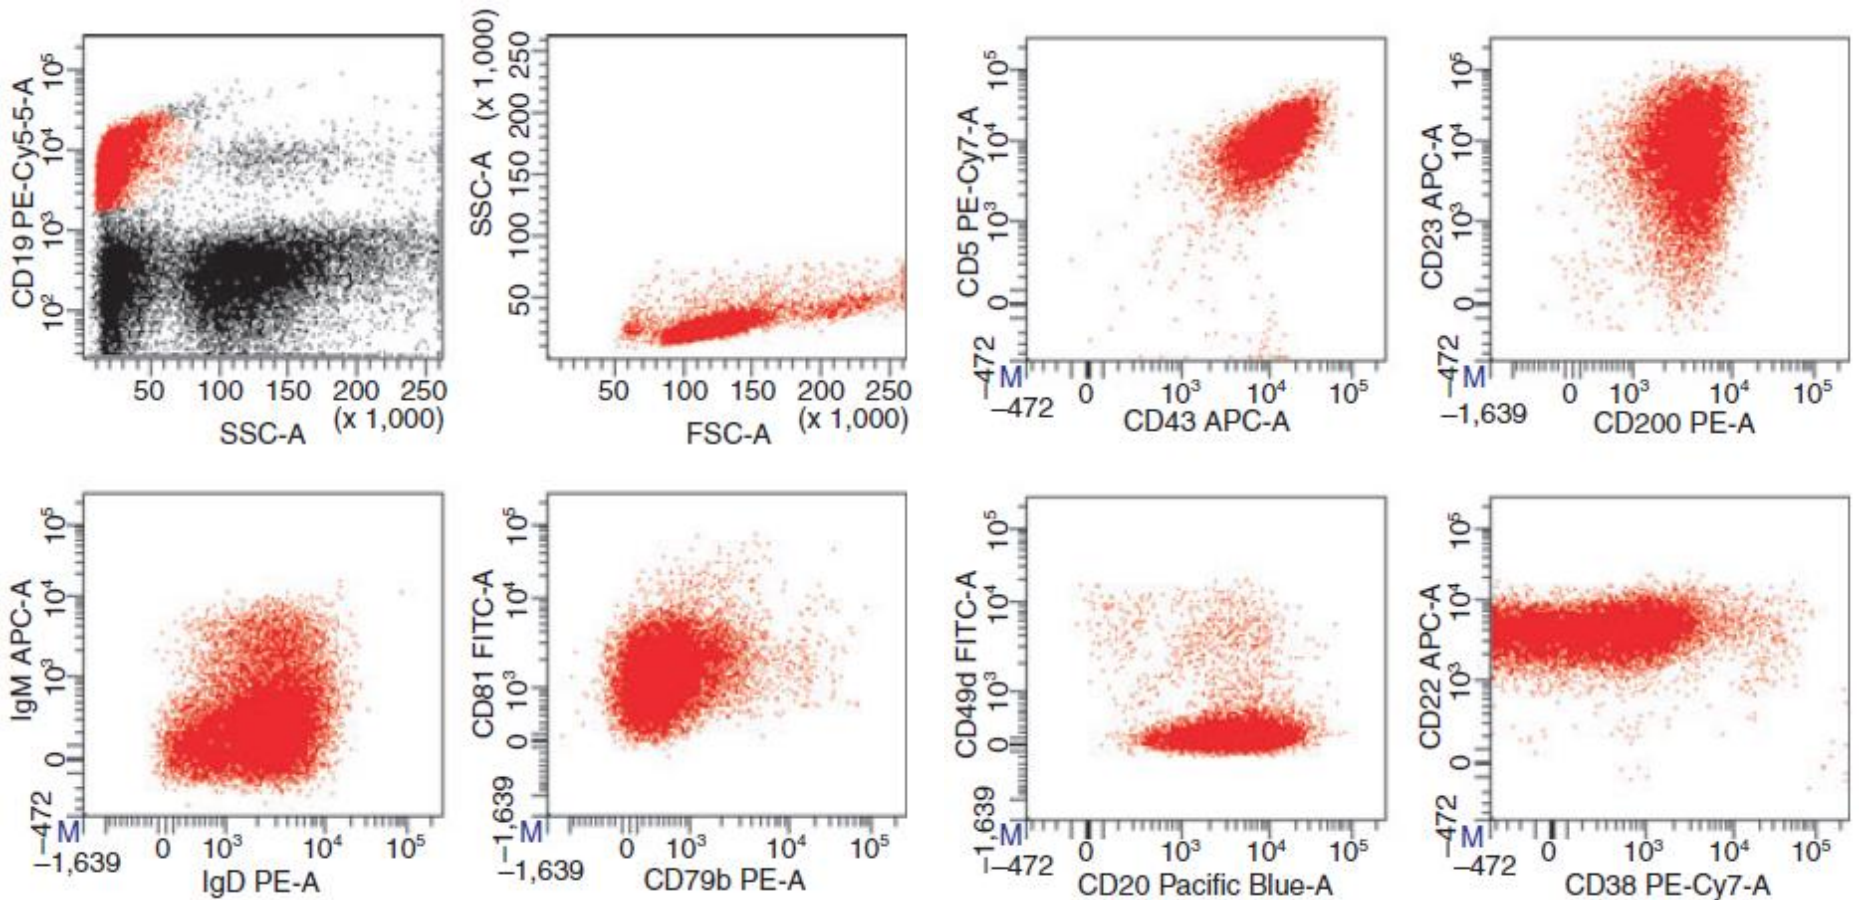 CD19 PE-Cy5-5-A
10⁵
10⁴
10³
10²
50 100 150 200 250
(x 1,000)
SSC-A
SSC-A (x 1,000)
250
200
150
100
50
50 100 150 200 250
(x 1,000)
FSC-A
CD5 PE-Cy7-A
10⁵
10⁴
10³
0
–472
M
–472
0 10³ 10⁴ 10⁵
CD43 APC-A
CD23 APC-A
10⁵
10⁴
10³
0
–472
M
–1,639
0 10³ 10⁴ 10⁵
CD200 PE-A
IgM APC-A
10⁵
10⁴
10³
0
–472
M
–1,639
0 10³ 10⁴ 10⁵
IgD PE-A
CD81 FITC-A
10⁵
10⁴
10³
0
–1,639
M
–1,639
0 10³ 10⁴ 10⁵
CD79b PE-A
CD49d FITC-A
10⁵
10⁴
10³
0
–1,639
M
–472
0 10³ 10⁴ 10⁵
CD20 Pacific Blue-A
CD22 APC-A
10⁵
10⁴
10³
0
–472
M
–472
0 10³ 10⁴ 10⁵
CD38 PE-Cy7-A